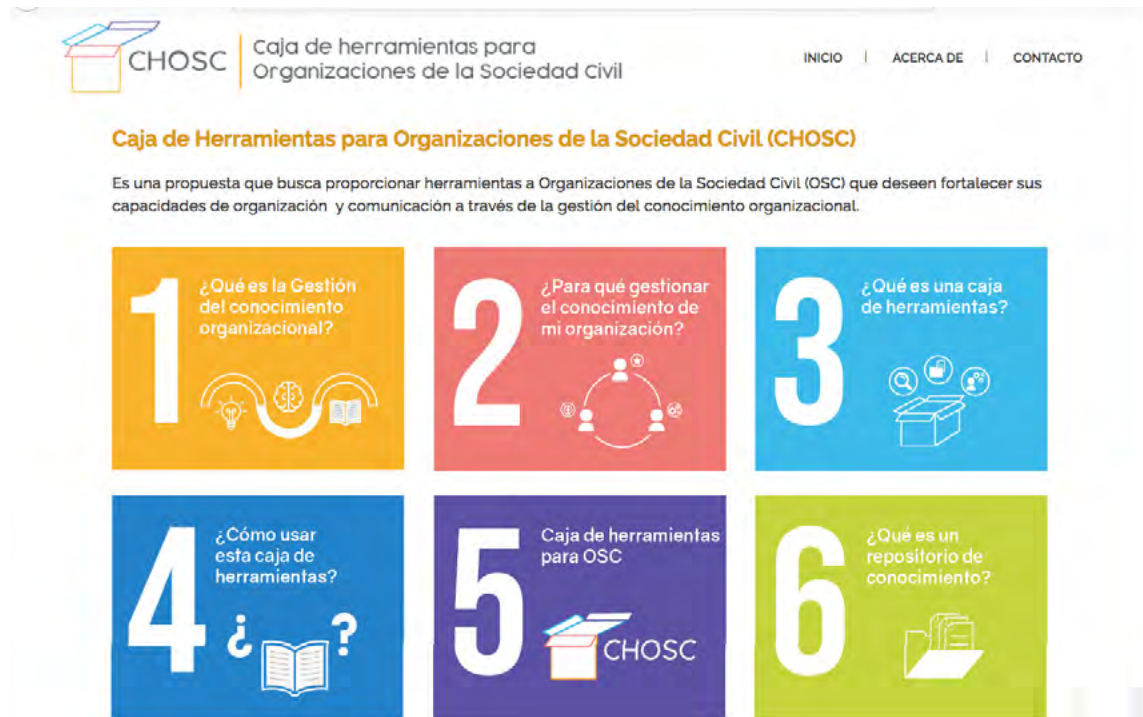 CHOSC
Caja de herramientas para
Organizaciones de la Sociedad Civil
INICIO | ACERCA DE | CONTACTO
Caja de Herramientas para Organizaciones de la Sociedad Civil (CHOSC)
Es una propuesta que busca proporcionar herramientas a Organizaciones de la Sociedad Civil (OSC) que deseen fortalecer sus
capacidades de organización y comunicación a través de la gestión del conocimiento organizacional.
1
¿Qué es la Gestión
del conocimiento
organizacional?
2
¿Para qué gestionar
el conocimiento de
mi organización?
3
¿Qué es una caja
de herramientas?
4
¿Cómo usar
esta caja de
herramientas?
¿ ?
5
Caja de herramientas
para OSC
CHOSC
6
¿Qué es un
repositorio de
conocimiento?